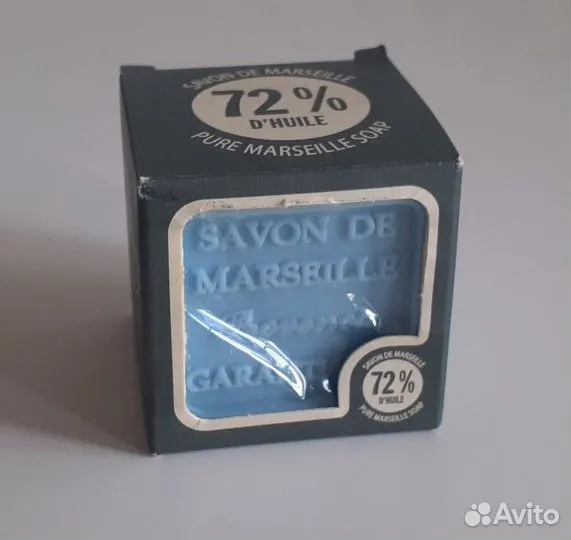 SAVON DE MARSEILLE
72%
D'HUILE
PURE MARSEILLE SOAP
SAVON DE
MARSEILLE
SAVON DE MARSEILLE
72%
D'HUILE
PURE MARSEILLE SOAP
Avito